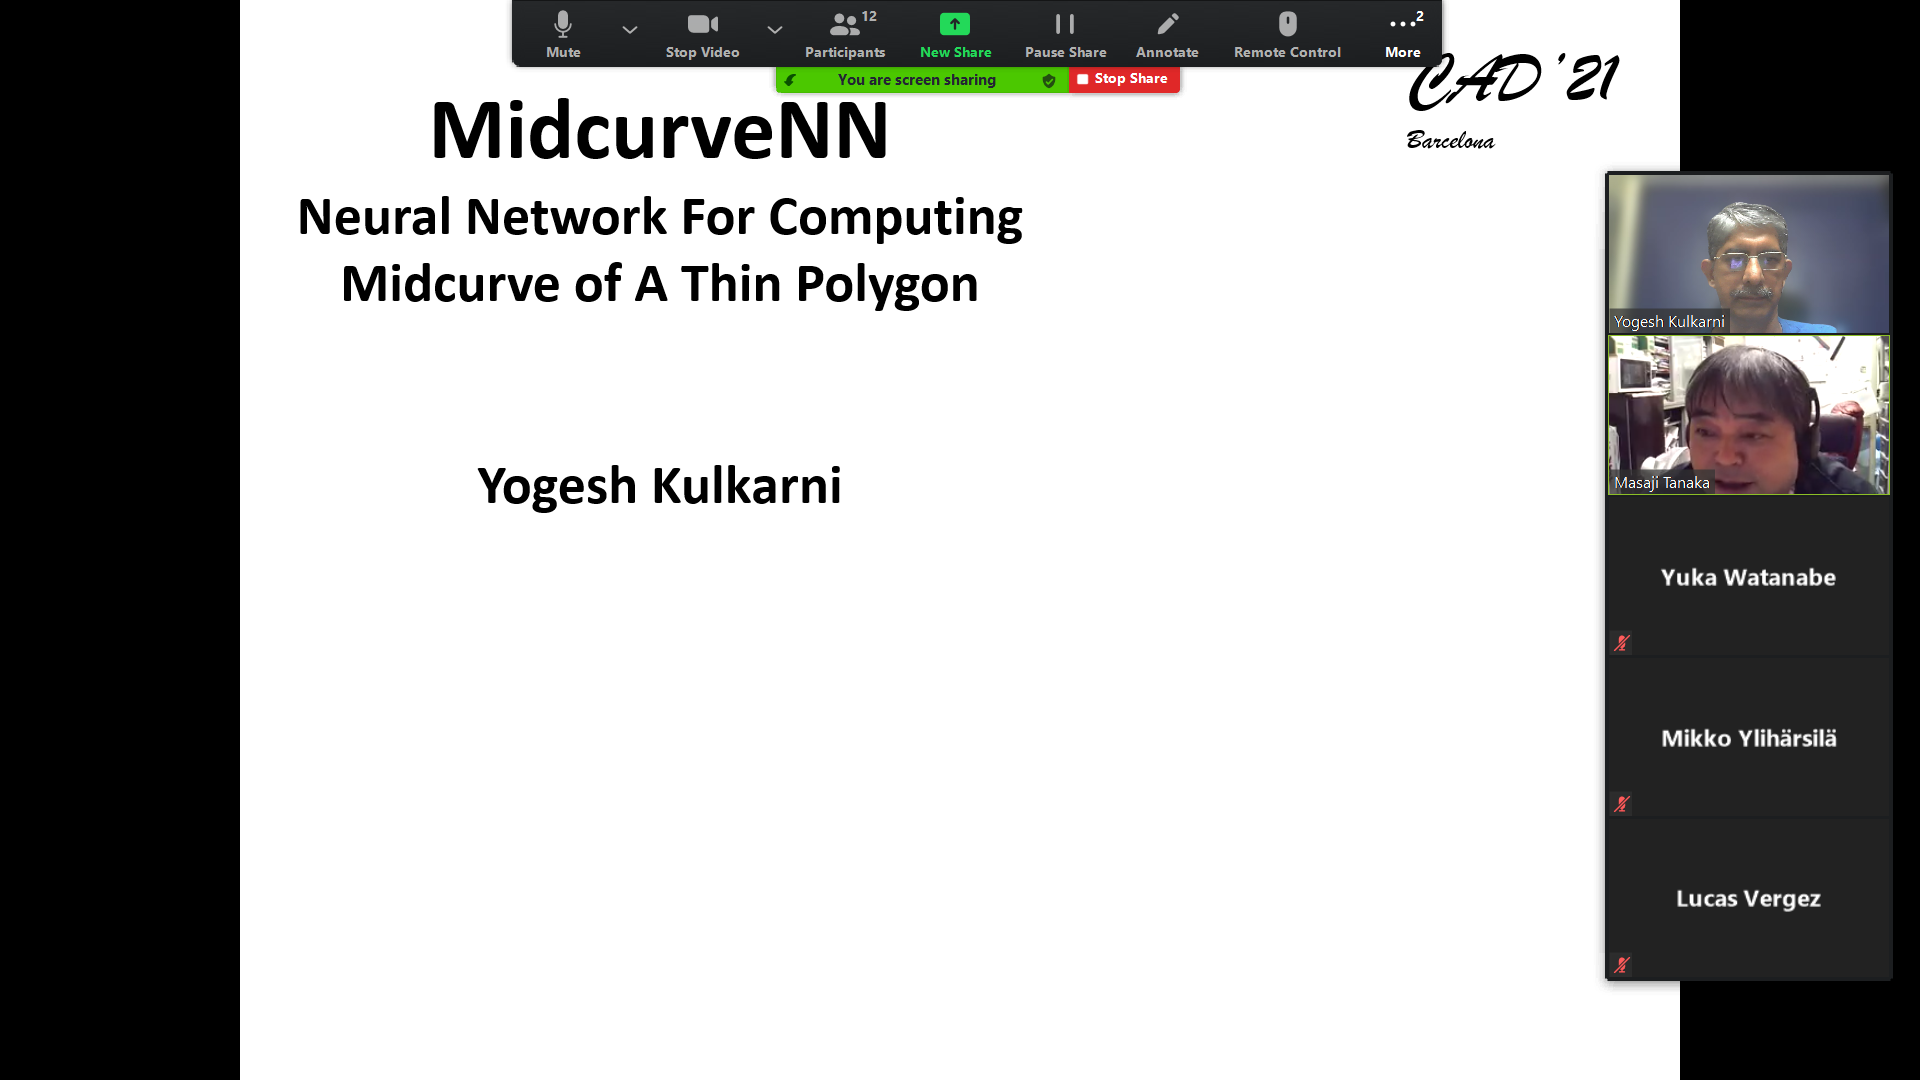 Mute
Stop Video
12
Participants
New Share
Pause Share
Annotate
Remote Control
2
More
You are screen sharing
Stop Share
CAD '21
Barcelona
MidcurveNN
Neural Network For Computing
Midcurve of A Thin Polygon
Yogesh Kulkarni
Yogesh Kulkarni
Masaji Tanaka
Yuka Watanabe
Mikko Ylihärsilä
Lucas Vergez